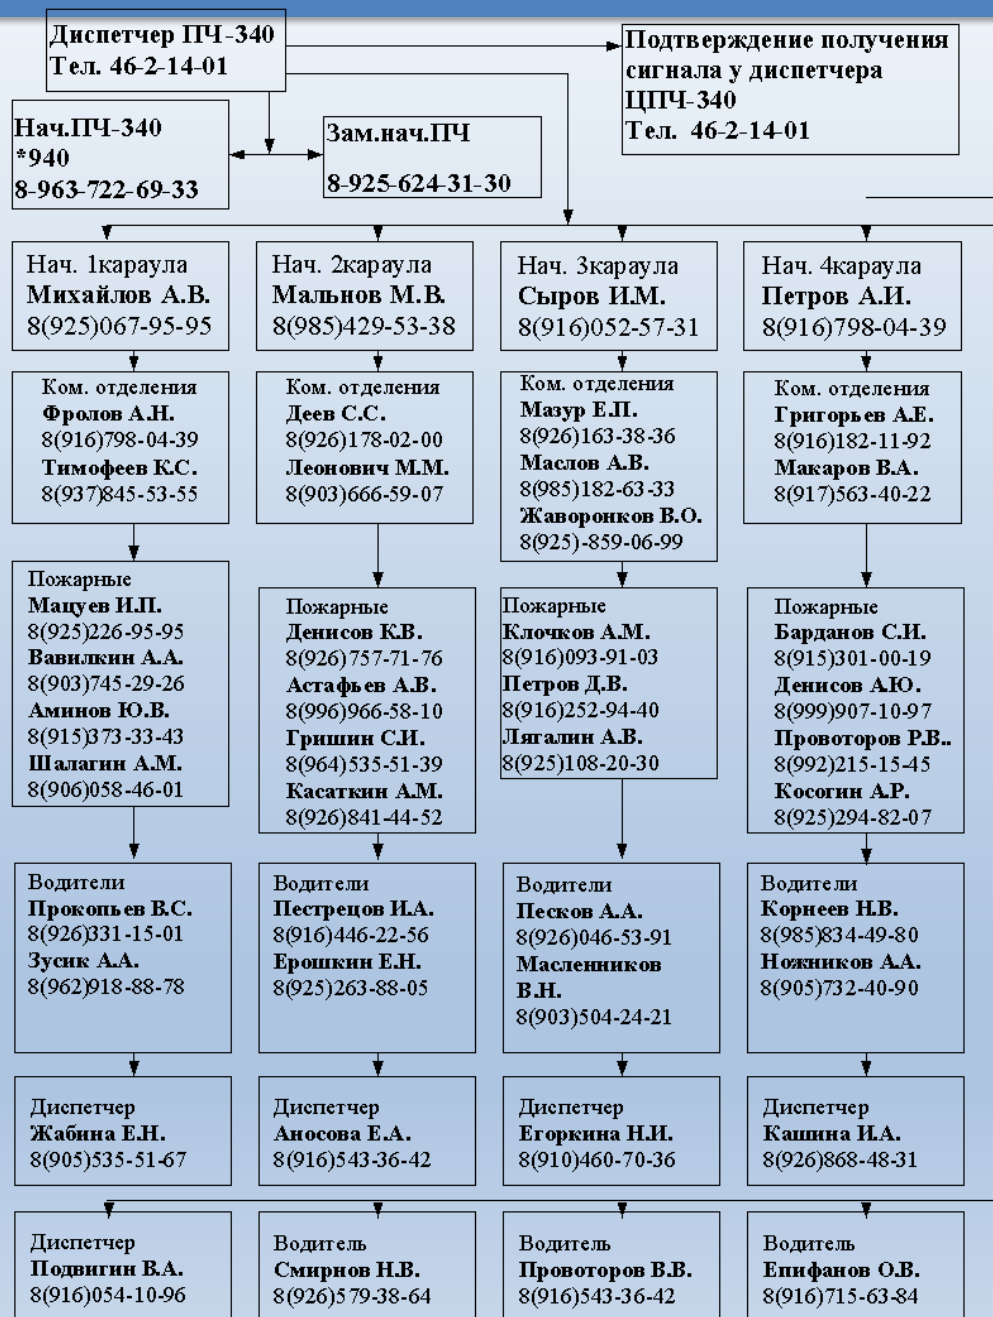 Диспетчер ПЧ-340
Тел. 46-2-14-01
Подтверждение получения
сигнала у диспетчера
ЦПЧ-340
Тел. 46-2-14-01
Нач.ПЧ-340
*940
8-963-722-69-33
Зам.нач.ПЧ
8-925-624-31-30
Нач. 1караула
Михайлов А.В.
8(925)067-95-95
Нач. 2караула
Мальнов М.В.
8(985)429-53-38
Нач. 3караула
Сыров И.М.
8(916)052-57-31
Нач. 4караула
Петров А.И.
8(916)798-04-39
Ком. отделения
Фролов А.Н.
8(916)798-04-39
Тимофеев К.С.
8(937)845-53-55
Ком. отделения
Деев С.С.
8(926)178-02-00
Леонович М.М.
8(903)666-59-07
Ком. отделения
Мазур Е.П.
8(926)163-38-36
Маслов А.В.
8(985)182-63-33
Жаворонков В.О.
8(925)-859-06-99
Ком. отделения
Григорьев А.Е.
8(916)182-11-92
Макаров В.А.
8(917)563-40-22
Пожарные
Мацуев И.П.
8(925)226-95-95
Вавилкин А.А.
8(903)745-29-26
Аминов Ю.В.
8(915)373-33-43
Шалагин А.М.
8(906)058-46-01
Пожарные
Денисов К.В.
8(926)757-71-76
Астафьев А.В.
8(996)966-58-10
Гришин С.И.
8(964)535-51-39
Касаткин А.М.
8(926)841-44-52
Пожарные
Клочков А.М.
8(916)093-91-03
Петров Д.В.
8(916)252-94-40
Лягалин А.В.
8(925)108-20-30
Пожарные
Барданов С.И.
8(915)301-00-19
Денисов А.Ю.
8(999)907-10-97
Провоторов Р.В..
8(992)215-15-45
Косогин А.Р.
8(925)294-82-07
Водители
Прокопьев В.С.
8(926)331-15-01
Зусик А.А.
8(962)918-88-78
Водители
Пестрецов И.А.
8(916)446-22-56
Ерошкин Е.Н.
8(925)263-88-05
Водители
Песков А.А.
8(926)046-53-91
Масленников
В.Н.
8(903)504-24-21
Водители
Корнеев Н.В.
8(985)834-49-80
Ножников А.А.
8(905)732-40-90
Диспетчер
Жабина Е.Н.
8(905)535-51-67
Диспетчер
Аносова Е.А.
8(916)543-36-42
Диспетчер
Егоркина Н.И.
8(910)460-70-36
Диспетчер
Кашина И.А.
8(926)868-48-31
Диспетчер
Подвигин В.А.
8(916)054-10-96
Водитель
Смирнов Н.В.
8(926)579-38-64
Водитель
Провоторов В.В.
8(916)543-36-42
Водитель
Епифанов О.В.
8(916)715-63-84